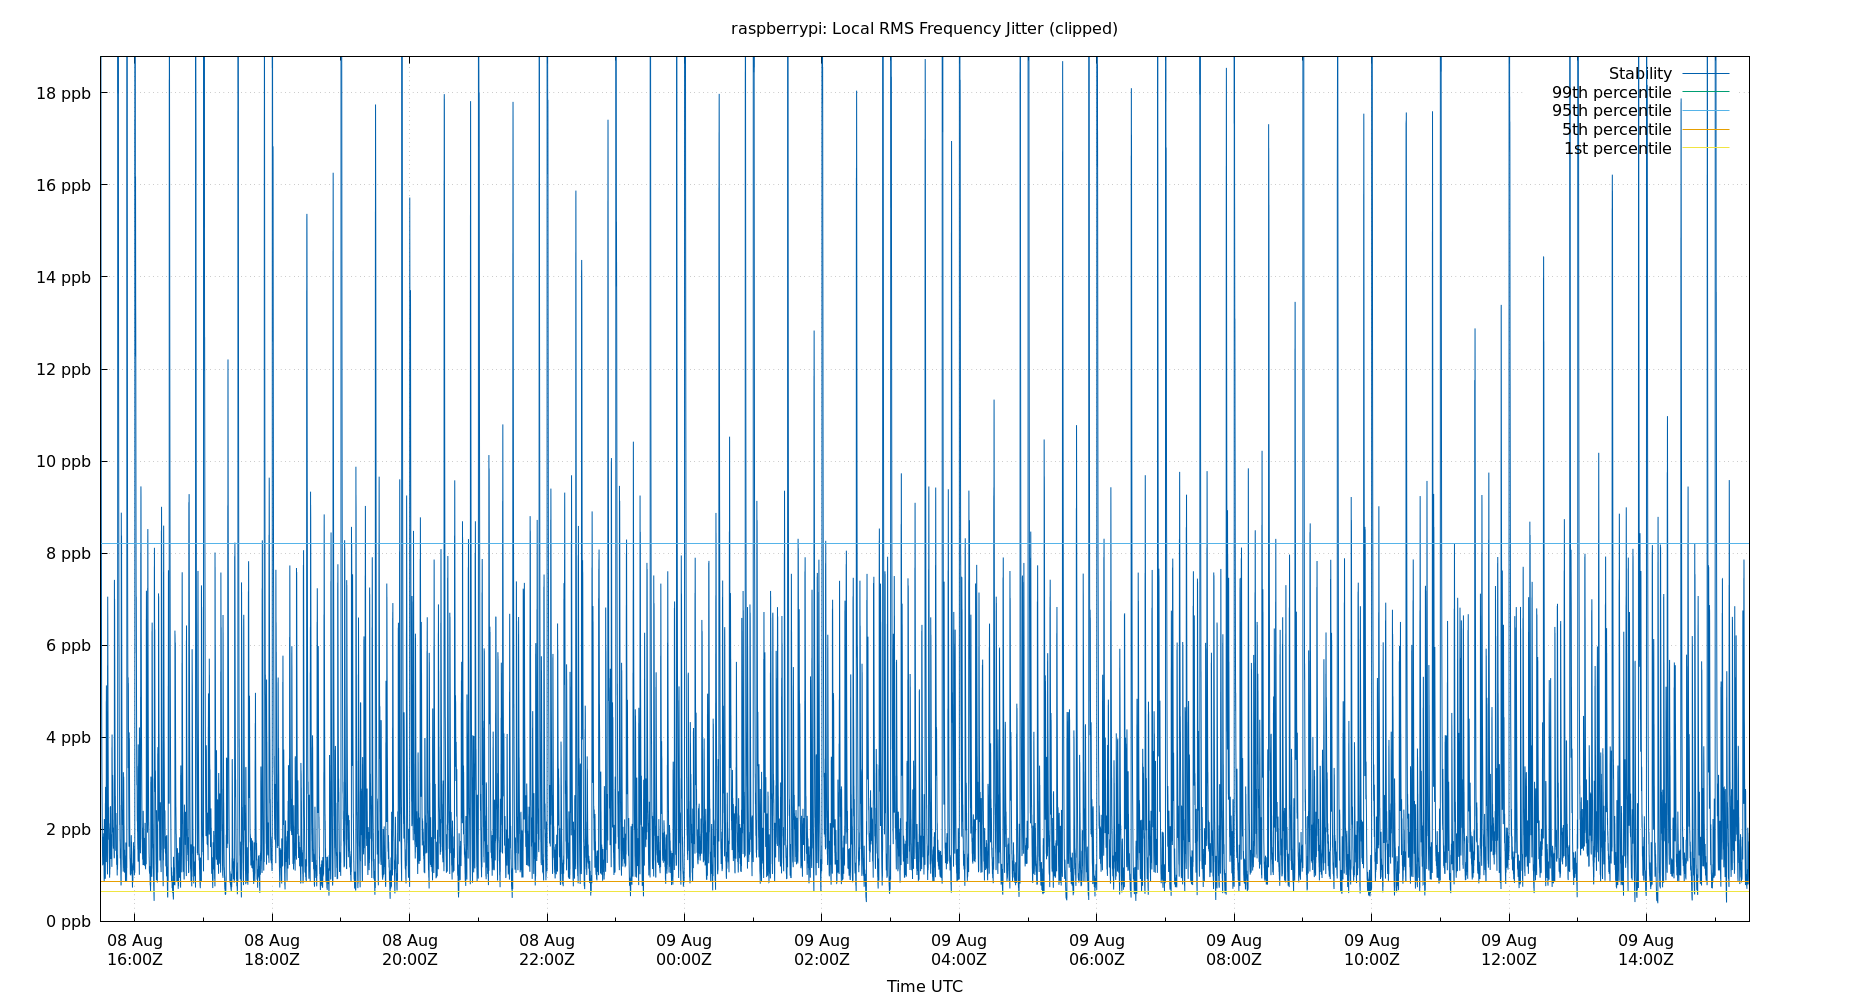 raspberrypi: Local RMS Frequency Jitter (clipped)
Stability
99th percentile
95th percentile
5th percentile
1st percentile
18 ppb
16 ppb
14 ppb
12 ppb
10 ppb
8 ppb
6 ppb
4 ppb
2 ppb
0 ppb
08 Aug 08 Aug 08 Aug 08 Aug 09 Aug 09 Aug 09 Aug 09 Aug 09 Aug 09 Aug 09 Aug 09 Aug
16:00Z 18:00Z 20:00Z 22:00Z 00:00Z 02:00Z 04:00Z 06:00Z 08:00Z 10:00Z 12:00Z 14:00Z
Time UTC